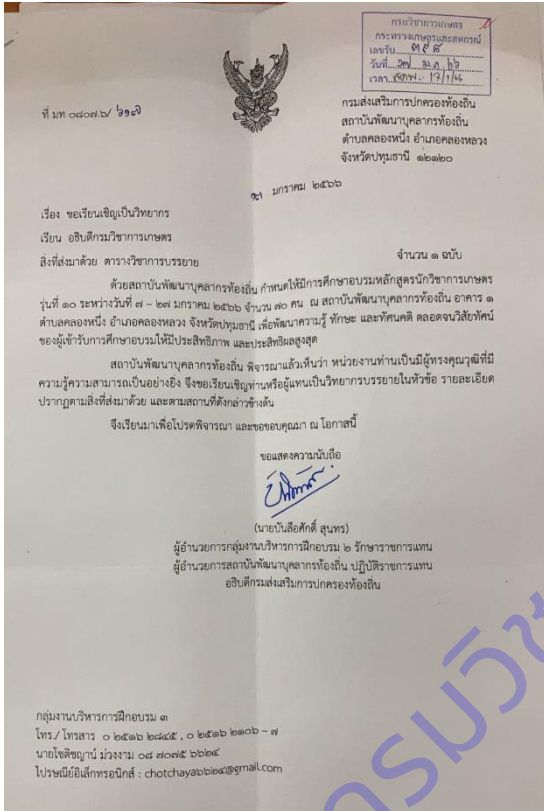 กรมวิชาการเกษตร
กระทรวงเกษตรและสหกรณ์
เลขรับ
วันที่ ๑๗ ม.ค. ๖๖
เวลา 17/1/66
ที่ มท ๐๘๐๗.๖/
กรมส่งเสริมการปกครองท้องถิ่น
สถาบันพัฒนาบุคลากรท้องถิ่น
ตำบลคลองหนึ่ง อำเภอคลองหลวง
จังหวัดปทุมธานี ๑๒๑๒๐
มกราคม ๒๕๖๖
เรื่อง ขอเรียนเชิญเป็นวิทยากร
เรียน อธิบดีกรมวิชาการเกษตร
สิ่งที่ส่งมาด้วย ตารางวิชาการบรรยาย จำนวน ๑ ฉบับ
ด้วยสถาบันพัฒนาบุคลากรท้องถิ่น กำหนดให้มีการศึกษาอบรมหลักสูตรนักวิชาการเกษตร
รุ่นที่ ๑๐ ระหว่างวันที่ ๗ - ๒๗ มกราคม ๒๕๖๖ จำนวน ๗๐ คน ณ สถาบันพัฒนาบุคลากรท้องถิ่น อาคาร ๑
ตำบลคลองหนึ่ง อำเภอคลองหลวง จังหวัดปทุมธานี เพื่อพัฒนาความรู้ ทักษะ และทัศนคติ ตลอดจนวิสัยทัศน์
ของผู้เข้ารับการศึกษาอบรมให้มีประสิทธิภาพ และประสิทธิผลสูงสุด
สถาบันพัฒนาบุคลากรท้องถิ่น พิจารณาแล้วเห็นว่า หน่วยงานท่านเป็นผู้ทรงคุณวุฒิที่มี
ความรู้ความสามารถเป็นอย่างยิ่ง จึงขอเรียนเชิญท่านหรือผู้แทนเป็นวิทยากรบรรยายในหัวข้อ รายละเอียด
ปรากฏตามสิ่งที่ส่งมาด้วย และตามสถานที่ดังกล่าวข้างต้น
จึงเรียนมาเพื่อโปรดพิจารณา และขอขอบคุณมา ณ โอกาสนี้
ขอแสดงความนับถือ
(นายบันลือศักดิ์ สุนทร)
ผู้อำนวยการกลุ่มงานบริหารการฝึกอบรม ๒ รักษาราชการแทน
ผู้อำนวยการสถาบันพัฒนาบุคลากรท้องถิ่น ปฏิบัติราชการแทน
อธิบดีกรมส่งเสริมการปกครองท้องถิ่น
กลุ่มงานบริหารการฝึกอบรม ๓
โทร./ โทรสาร ๐ ๒๕๑๖ ๒๘๔๕ , ๐ ๒๕๑๖ ๒๑๐๖ - ๗
นายโชติชญาน์ ม่วงงาม ๐๘ ๗๐๗๕ ๖๖๒๔
ไปรษณีย์อิเล็กทรอนิกส์ : chotchaya๖๖๒๔@gmail.com
กรมวิช